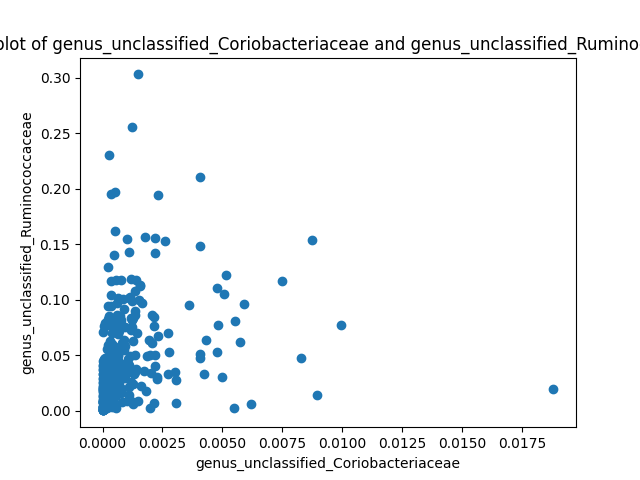 plot of genus_unclassified_Coriobacteriaceae and genus_unclassified_Rumino
0.30
0.25
0.20
0.15
0.10
0.05
0.00
genus_unclassified_Ruminococcaceae
0.0000 0.0025 0.0050 0.0075 0.0100 0.0125 0.0150 0.0175
genus_unclassified_Coriobacteriaceae